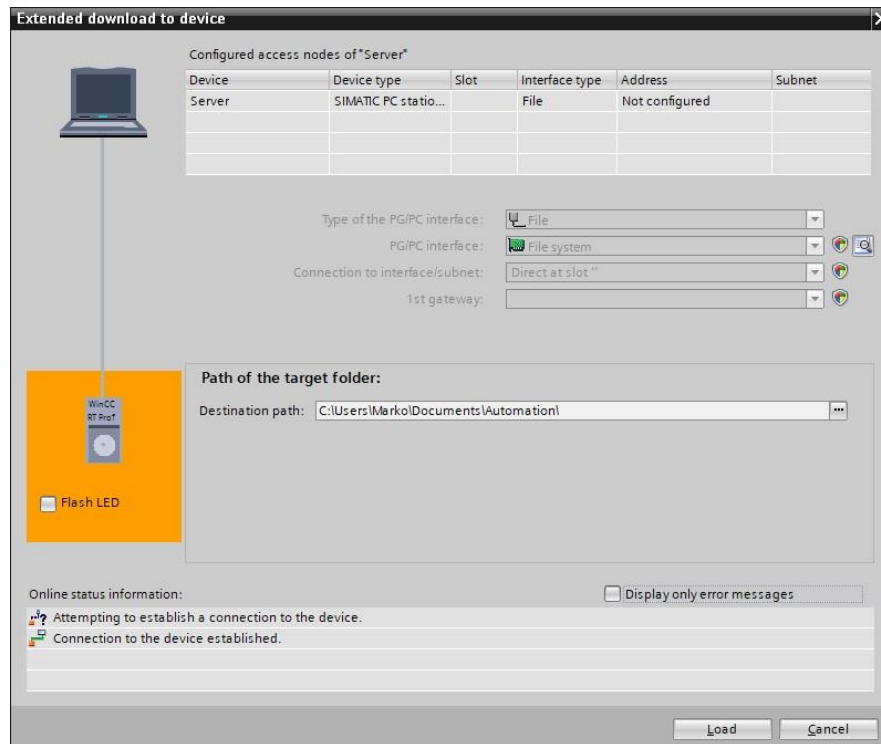 Extended download to device
Configured access nodes of "Server"
Device Device type Slot Interface type Address Subnet
Server SIMATIC PC statio... File Not configured
Type of the PG/PC interface: File
PG/PC interface: File system
Connection to interface/subnet: Direct at slot ''
1st gateway:
WinCC
RT Prof
Flash LED
Path of the target folder:
Destination path: C:\Users\Marko\Documents\Automation\ ...
Online status information: Display only error messages
Attempting to establish a connection to the device.
Connection to the device established.
Load Cancel